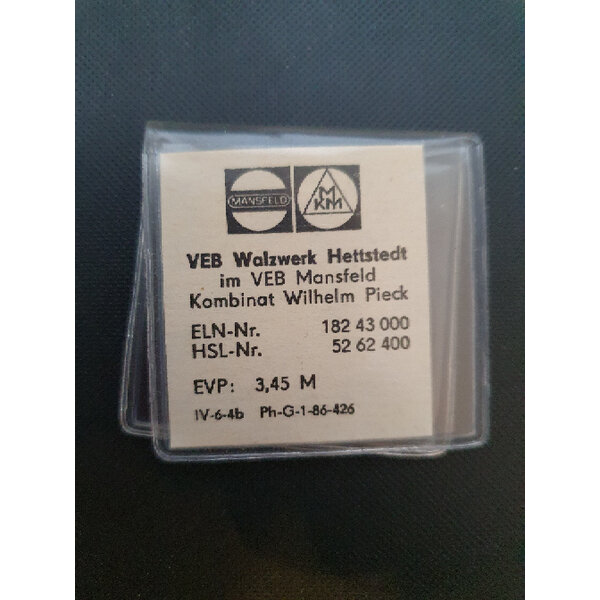 MANSFELD
M
KM
VEB Walzwerk Hettstedt
im VEB Mansfeld
Kombinat Wilhelm Pieck
ELN-Nr. 182 43 000
HSL-Nr. 52 62 400
EVP: 3,45 M
IV-6-4b Ph-G-1-86-426